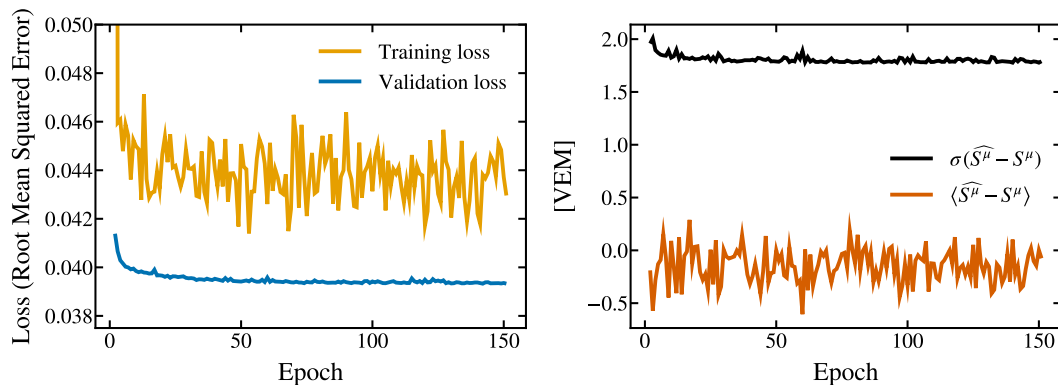 Loss (Root Mean Squared Error)
0.050
0.048
0.046
0.044
0.042
0.040
0.038
Training loss
Validation loss
0
50
100
150
Epoch
[VEM]
2.0
1.5
1.0
0.5
0.0
−0.5
σ(\widehat{S^μ} − S^μ)
⟨\widehat{S^μ} − S^μ⟩
0
50
100
150
Epoch